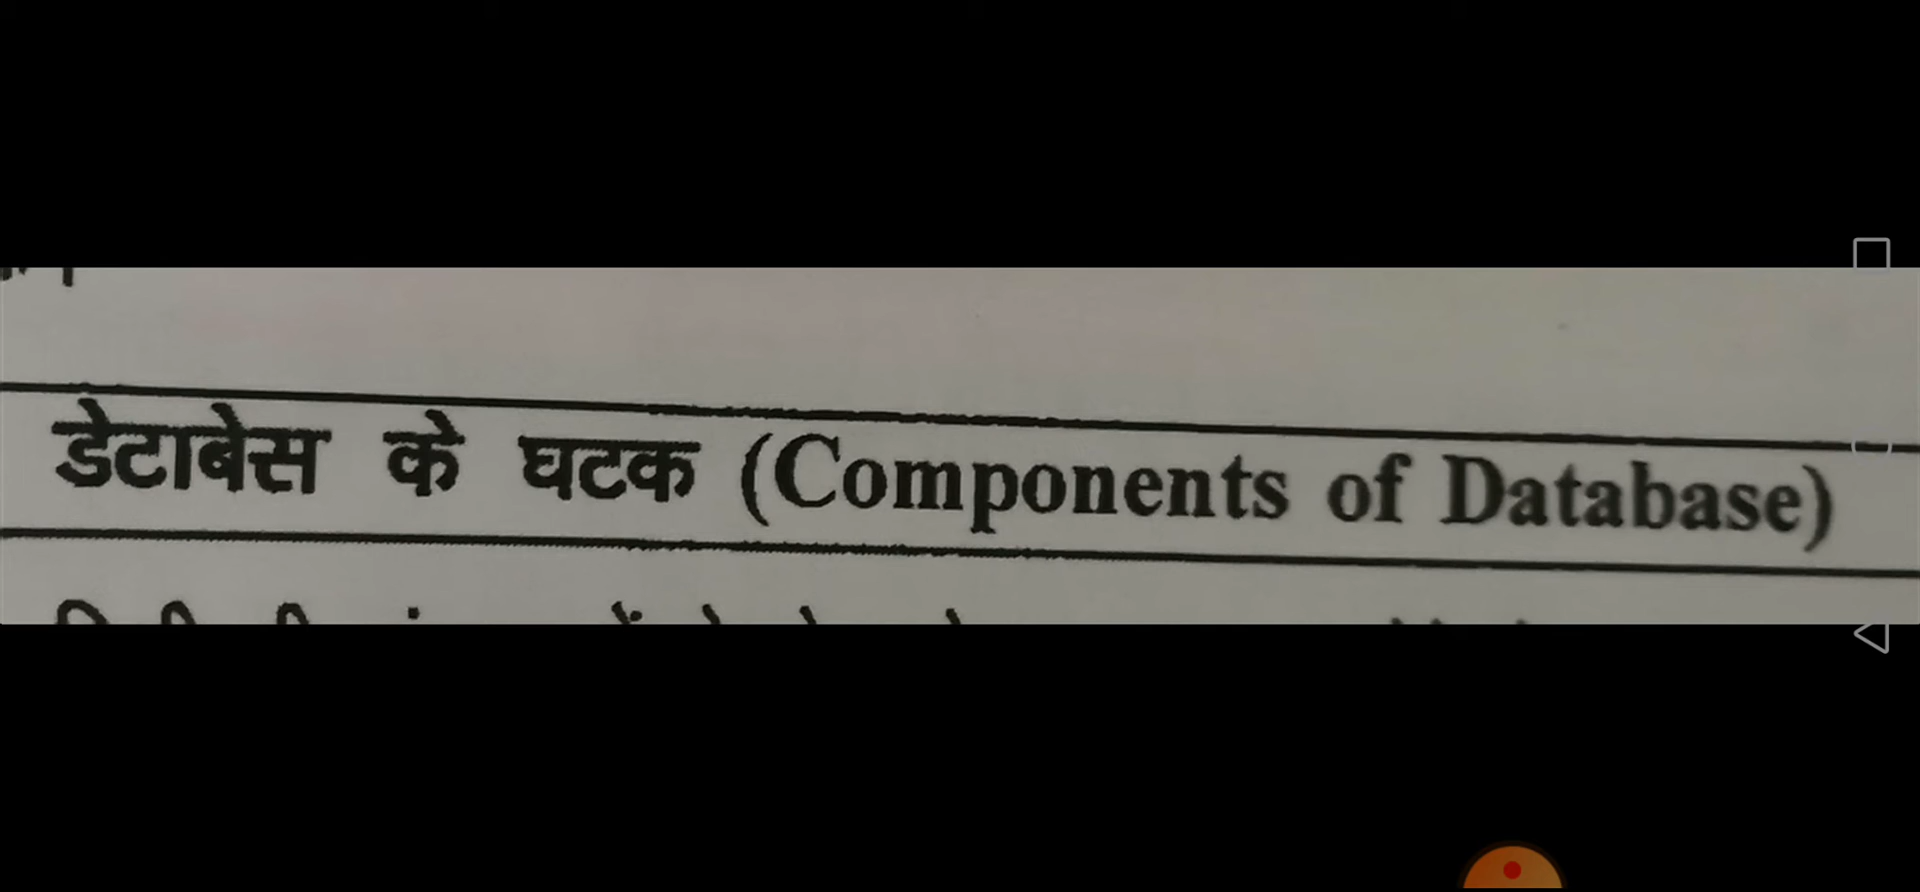 डेटाबेस के घटक (Components of Database)